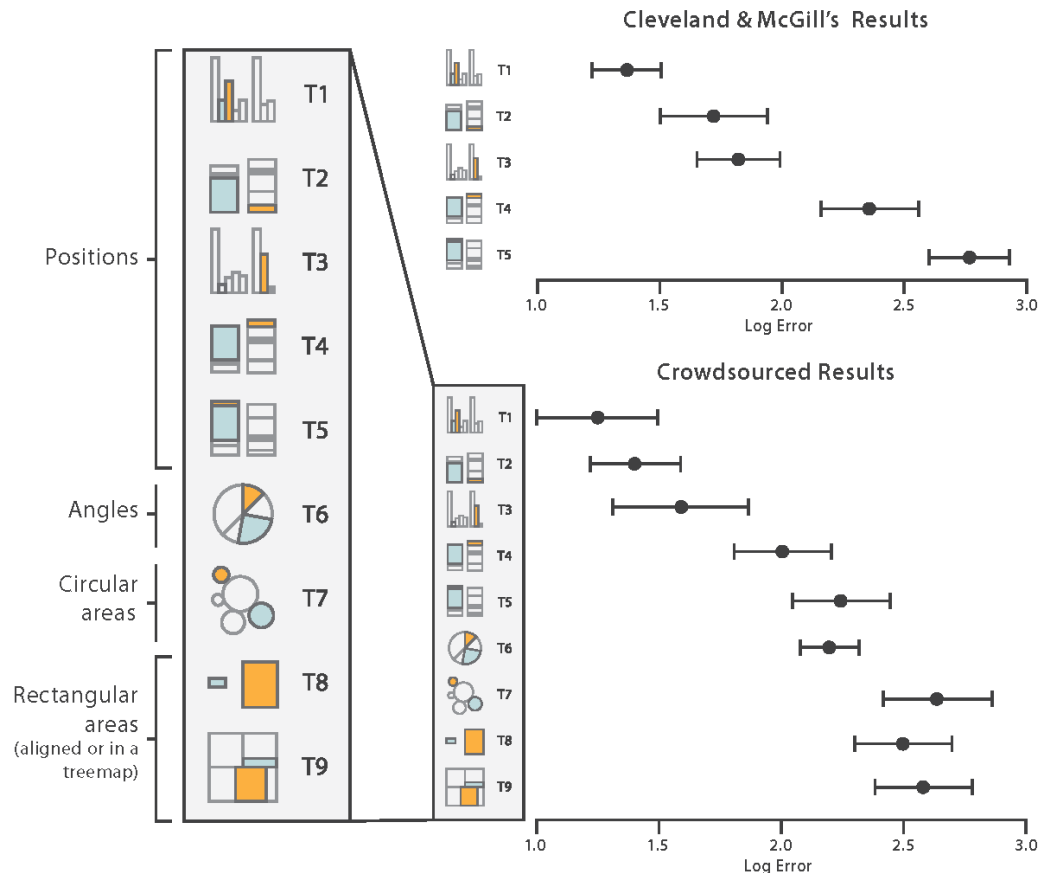 Cleveland & McGill's Results
T1
T2
T3
T4
T5
1.0 1.5 2.0 2.5 3.0
Log Error
Positions
T1
T2
T3
T4
T5
Angles
T6
Circular
areas
T7
Rectangular
areas
(aligned or in a
treemap)
T8
T9
Crowdsourced Results
T1
T2
T3
T4
T5
T6
T7
T8
T9
1.0 1.5 2.0 2.5 3.0
Log Error